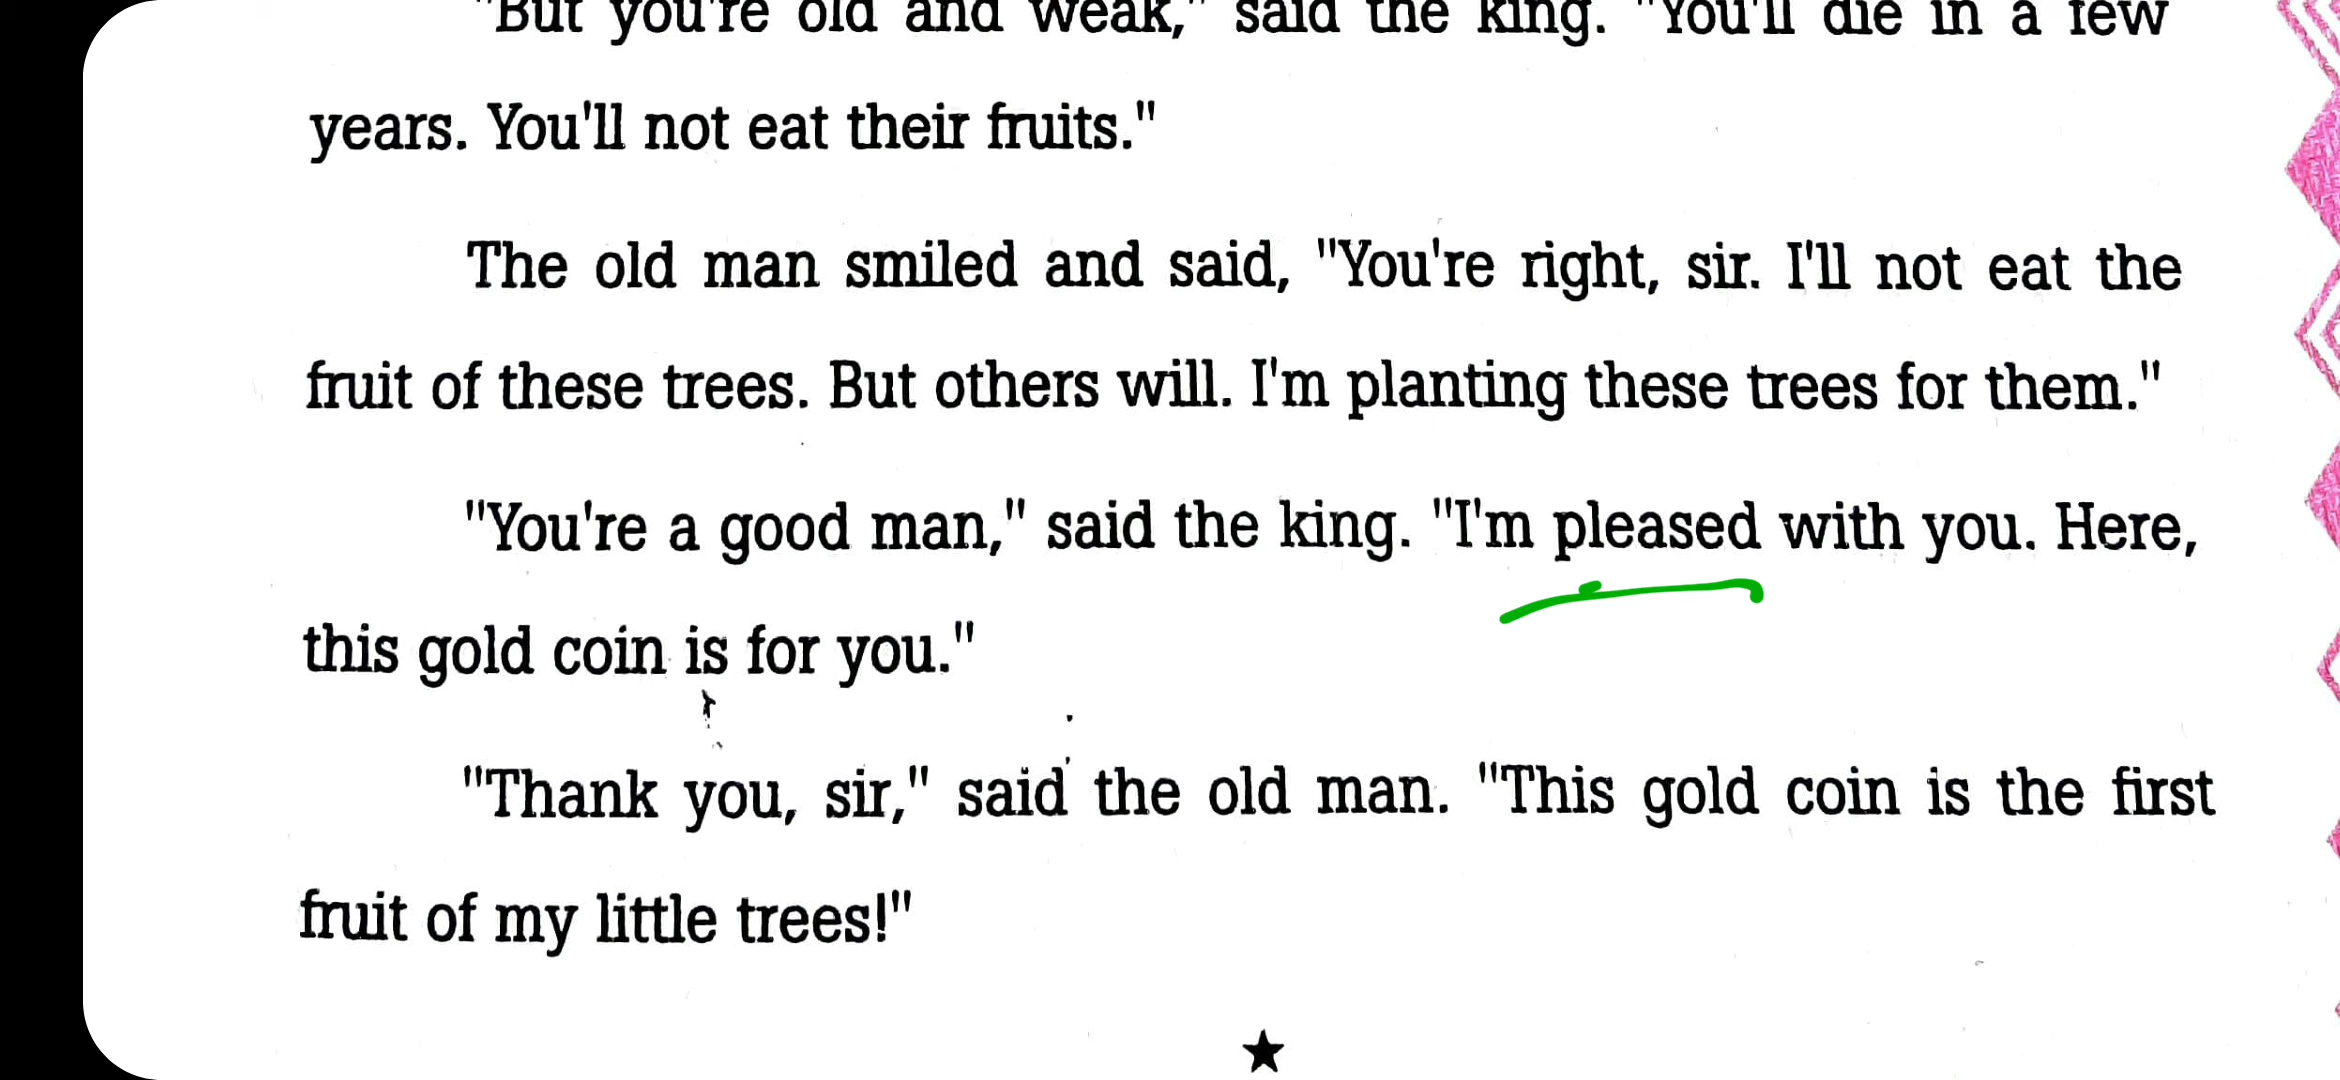 "But you're old and weak," said the king. "You'll die in a few
years. You'll not eat their fruits."
The old man smiled and said, "You're right, sir. I'll not eat the
fruit of these trees. But others will. I'm planting these trees for them."
"You're a good man," said the king. "I'm pleased with you. Here,
this gold coin is for you."
"Thank you, sir," said the old man. "This gold coin is the first
fruit of my little trees!"